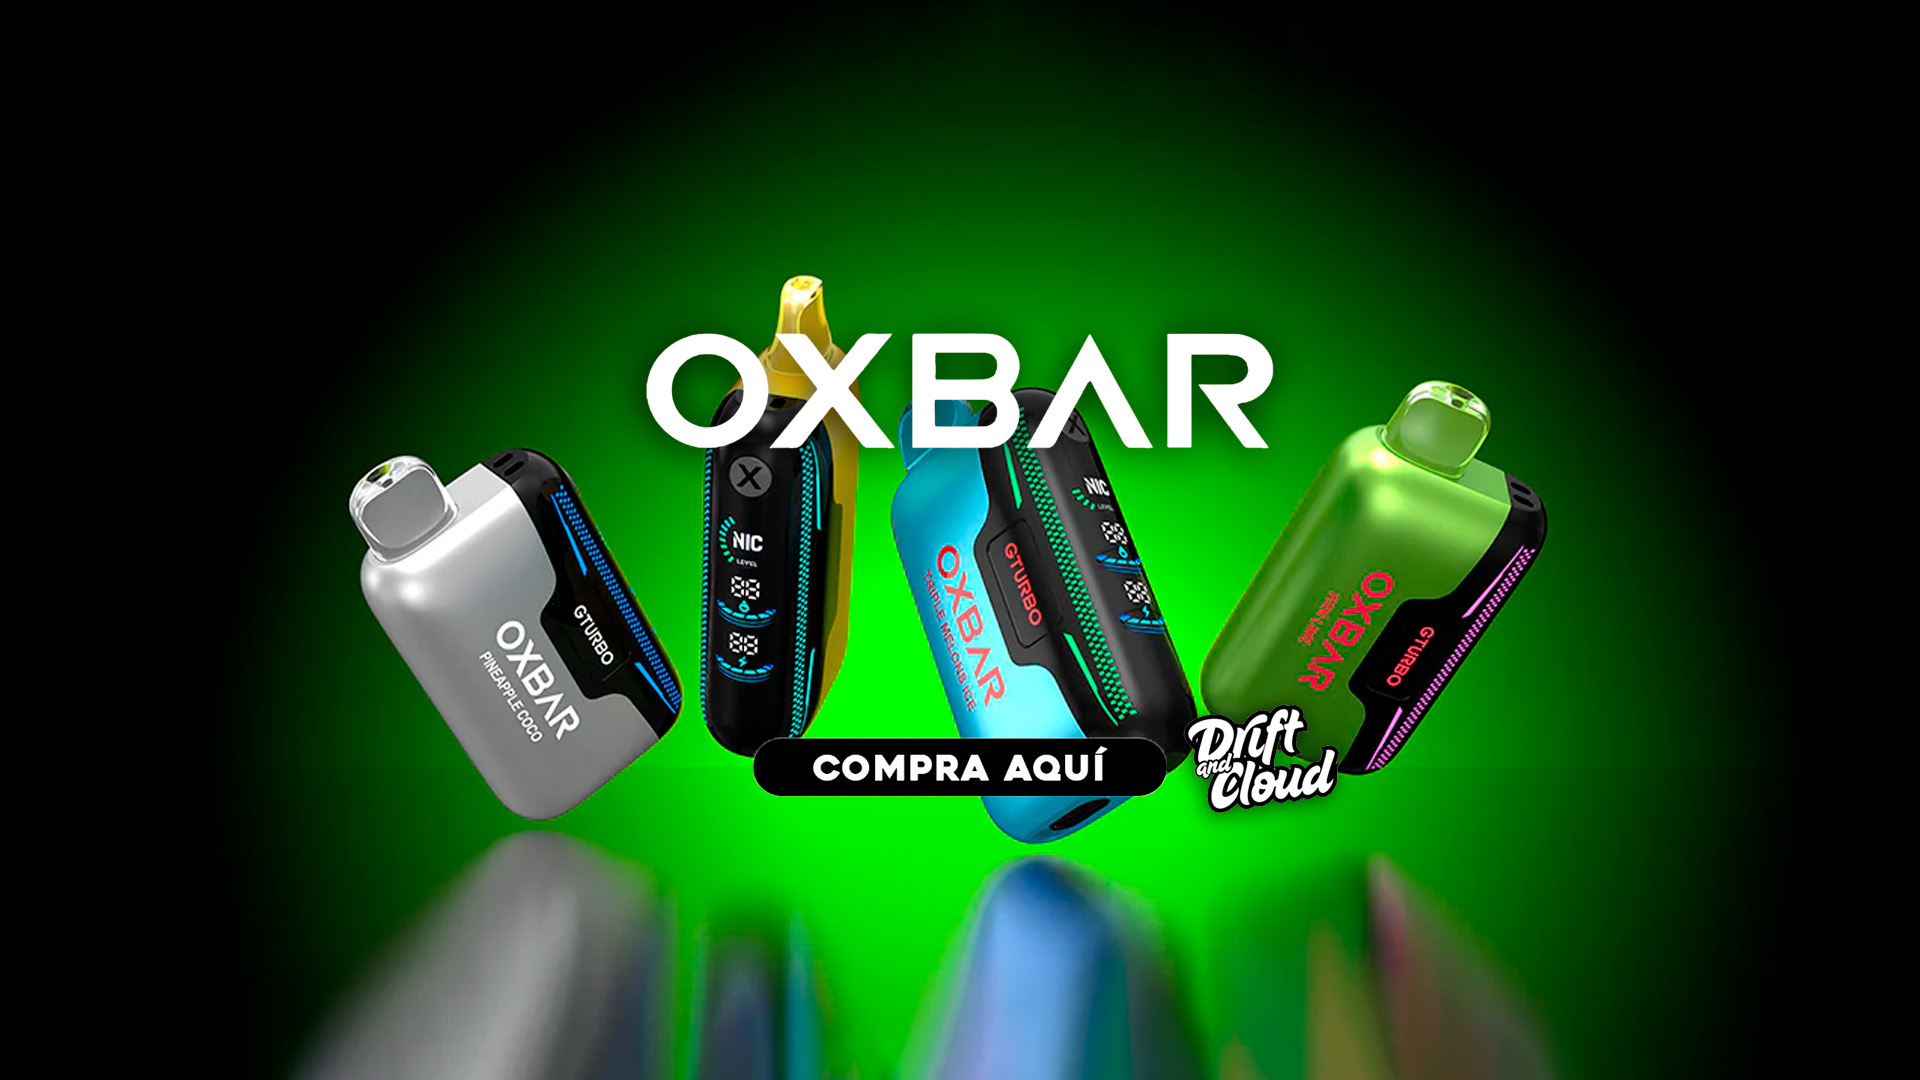 OXBAR
X
NIC
LEVEL
88
88
GTURBO
OXBAR
PINEAPPLE COCO
X
NIC
LEVEL
88
88
GTURBO
OXBAR
TRIPLE MELONS ICE
GTURBO
OXBAR
COMPRA AQUÍ
Drift
and
Cloud